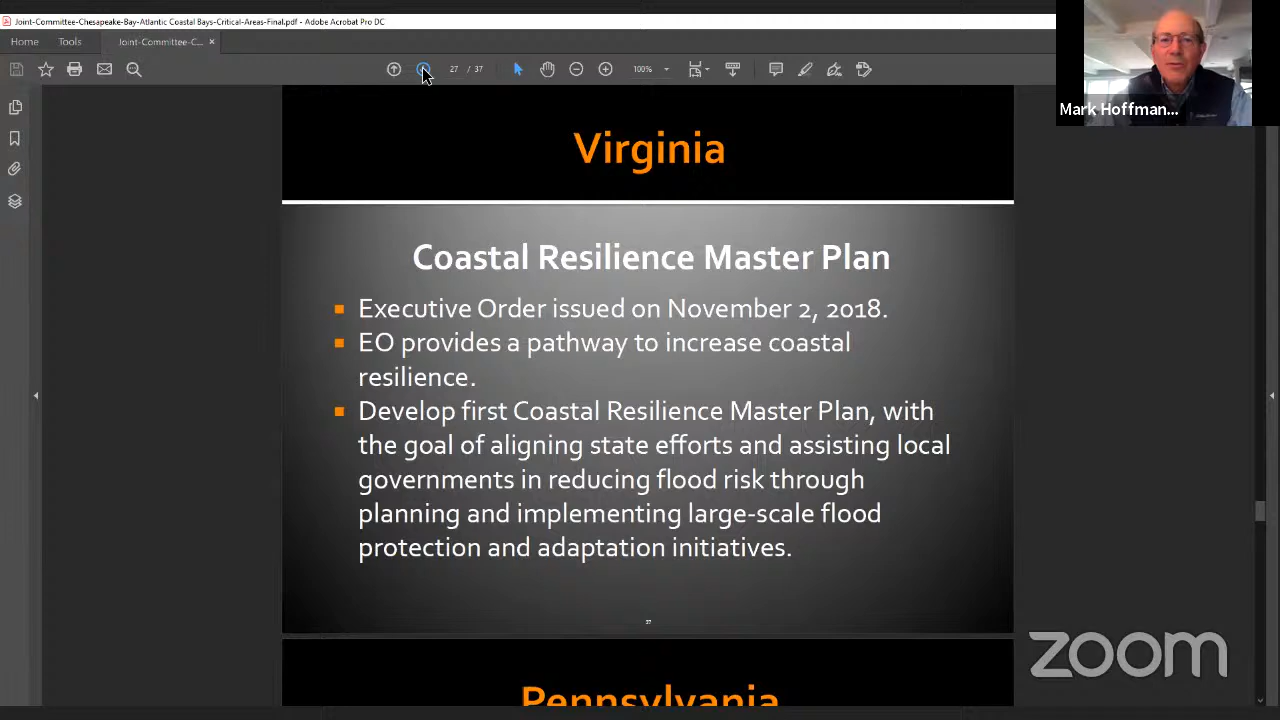 Joint-Committee-Chesapeake-Bay-Atlantic Coastal Bays-Critical-Areas-Final.pdf - Adobe Acrobat Pro DC
Home Tools Joint-Committee-C... ×
27 / 37 100%
Mark Hoffman...
Virginia
Coastal Resilience Master Plan
Executive Order issued on November 2, 2018.
EO provides a pathway to increase coastal
resilience.
Develop first Coastal Resilience Master Plan, with
the goal of aligning state efforts and assisting local
governments in reducing flood risk through
planning and implementing large-scale flood
protection and adaptation initiatives.
27
zoom
Pennsylvania